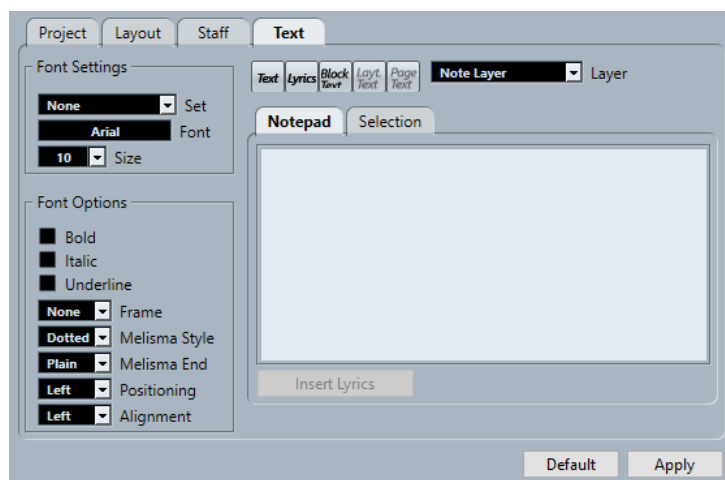 Project Layout Staff Text
Font Settings
None Set
Arial Font
10 Size
Font Options
Bold
Italic
Underline
None Frame
Dotted Melisma Style
Plain Melisma End
Left Positioning
Left Alignment
Text Lyrics Block Text Layt. Text Page Text Note Layer Layer
Notepad Selection
Insert Lyrics
Default Apply